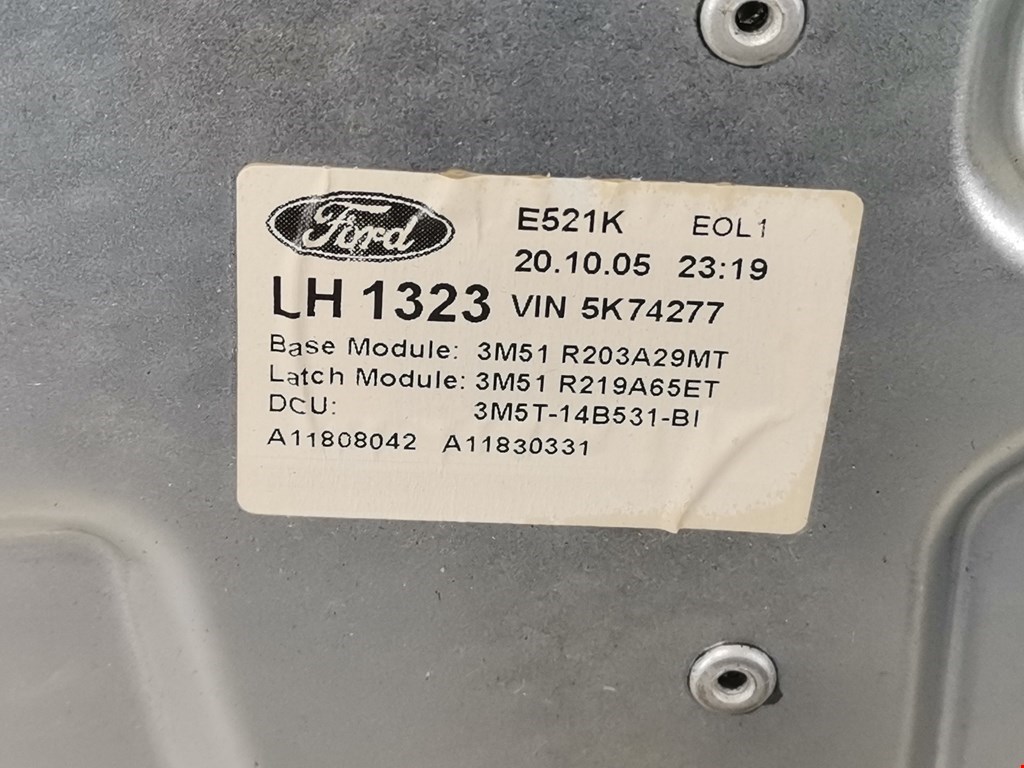 Ford E521K EOL1
20.10.05 23:19
LH 1323 VIN 5K74277
Base Module: 3M51 R203A29MT
Latch Module: 3M51 R219A65ET
DCU: 3M5T-14B531-BI
A11808042 A11830331